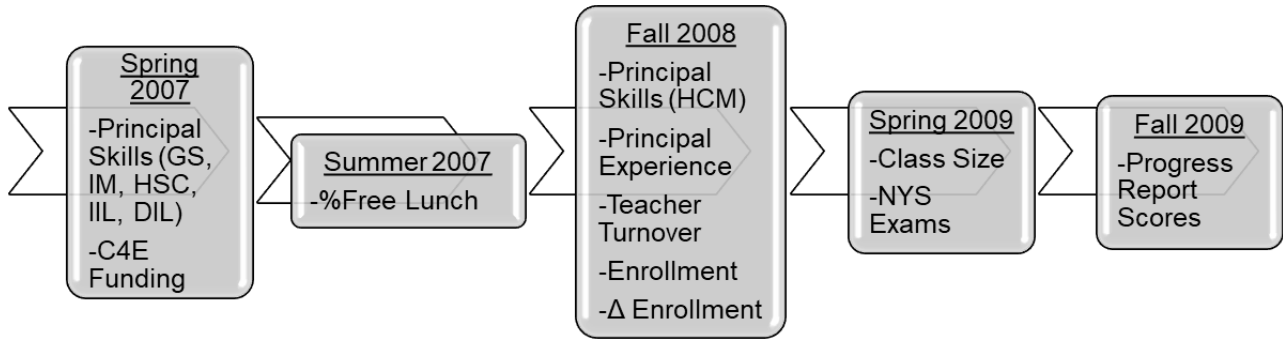 Spring
2007
-Principal
Skills (GS,
IM, HSC,
IIL, DIL)
-C4E
Funding
Summer 2007
-%Free Lunch
Fall 2008
-Principal
Skills (HCM)
-Principal
Experience
-Teacher
Turnover
-Enrollment
-Δ Enrollment
Spring 2009
-Class Size
-NYS
Exams
Fall 2009
-Progress
Report
Scores